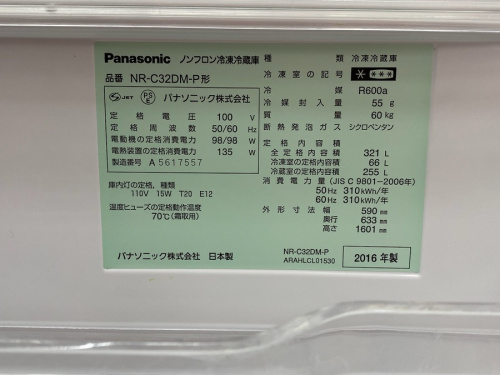 Panasonic ノンフロン冷凍冷蔵庫
品番 NR-C32DM-P形
JET PSE パナソニック株式会社
定格電圧 100 V
定格周波数 50/60 Hz
電動機の定格消費電力 98/98 W
電熱装置の定格消費電力 135 W
製造番号 A 5617557
庫内灯の定格, 種類
110V 15W T20 E12
温度ヒューズの定格動作温度
70℃(霜取用)
パナソニック株式会社 日本製
種類 冷凍冷蔵庫
冷凍室の記号 * ***
冷媒 R600a
冷媒封入量 55 g
質量 60 kg
断熱発泡ガス シクロペンタン
定格内容積
全定格内容積 321 L
冷凍室の定格内容積 66 L
冷蔵室の定格内容積 255 L
消費電力量 (JIS C 9801-2006年)
50Hz 310 kWh/年
60Hz 310 kWh/年
外形寸法 幅 590 mm
奥行 633 mm
高さ 1601 mm
NR-C32DM-P
ARAHLCL01530
2016 年製